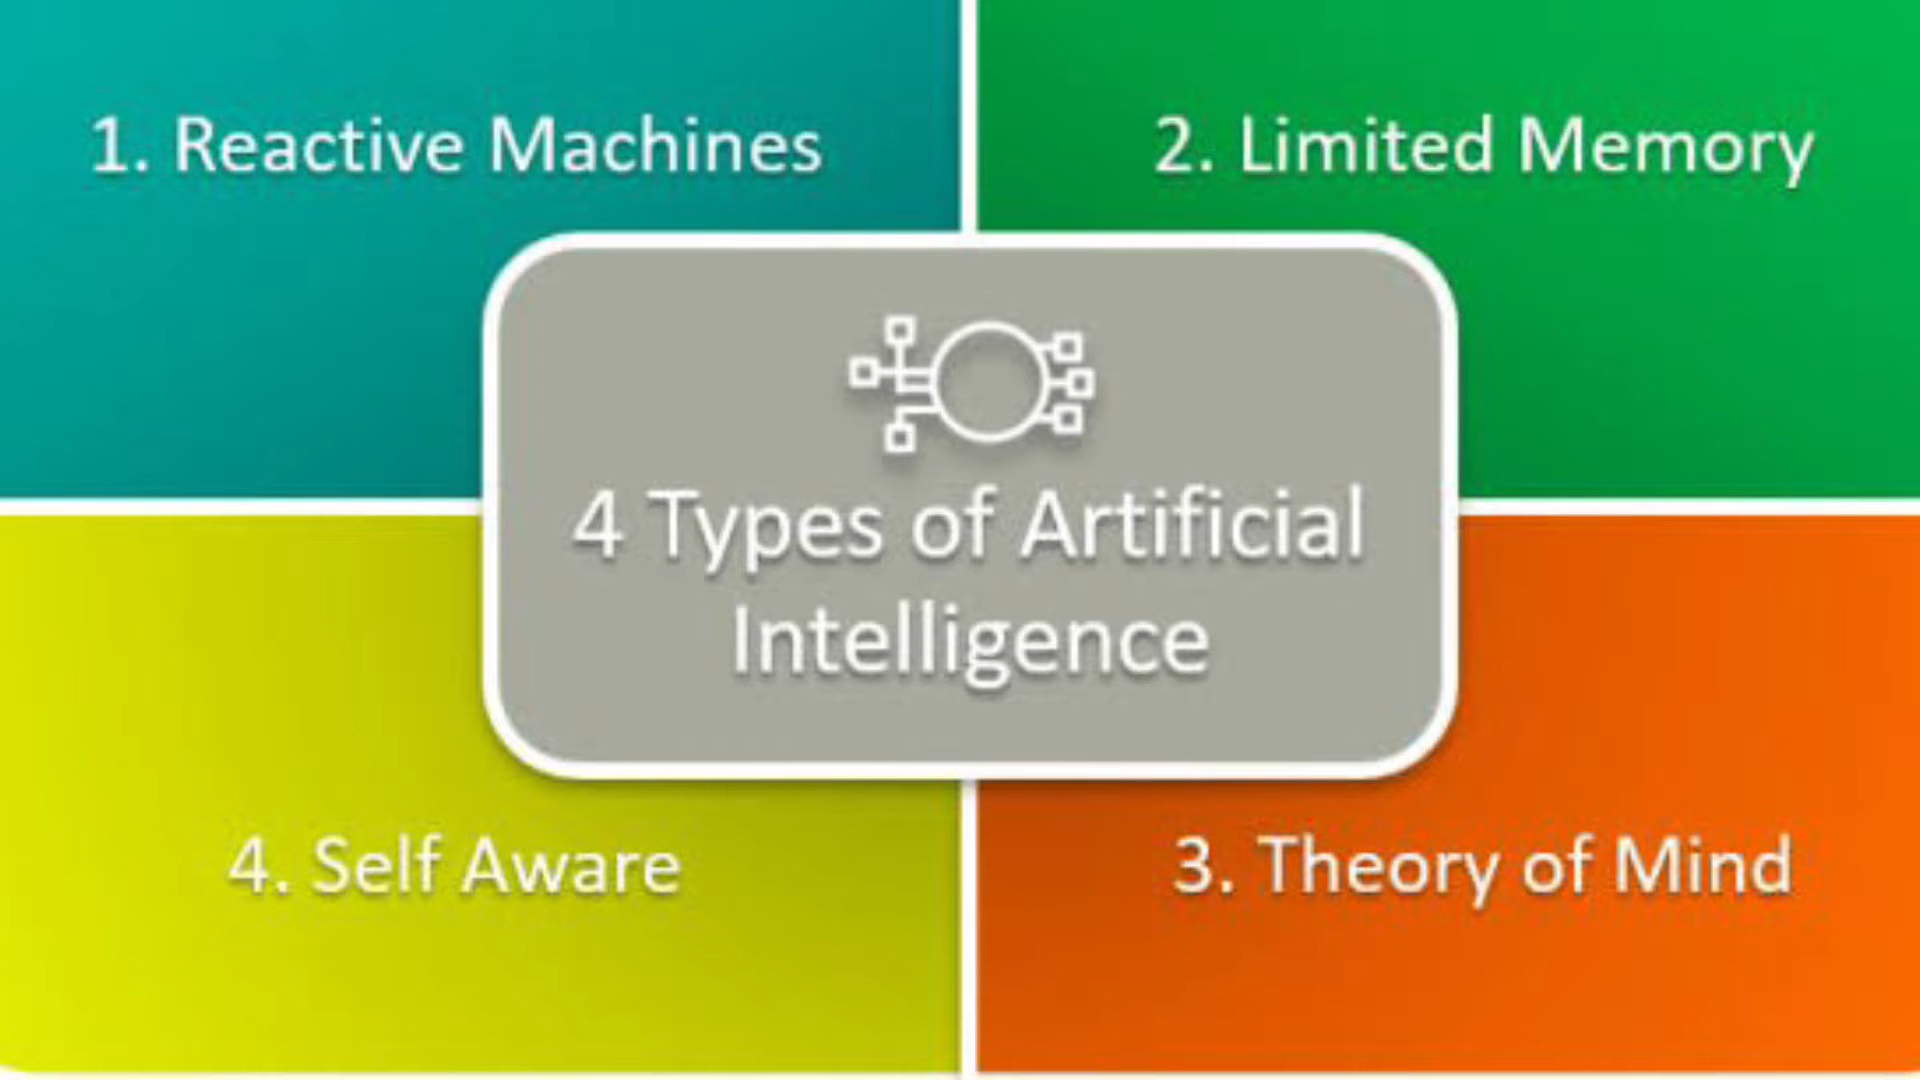 1. Reactive Machines
2. Limited Memory
4 Types of Artificial
Intelligence
4. Self Aware
3. Theory of Mind